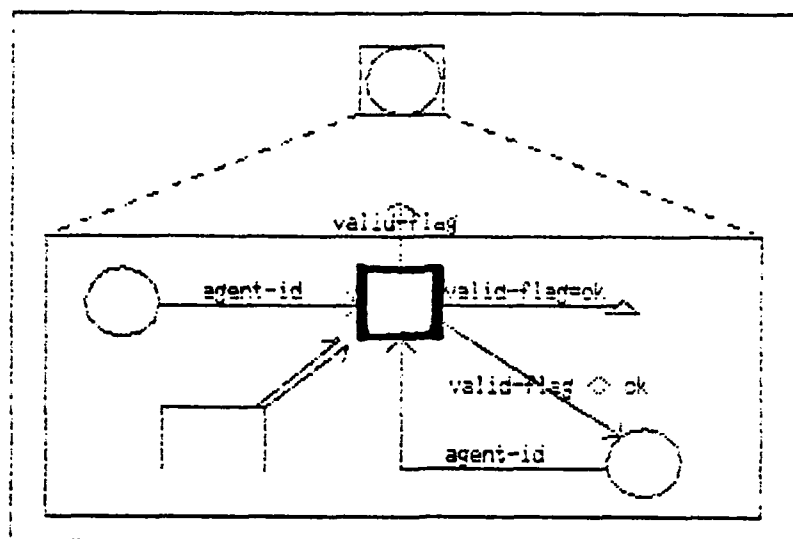 valid-flag
agent-id
valid-flag=ok
valid-flag <> ok
agent-id